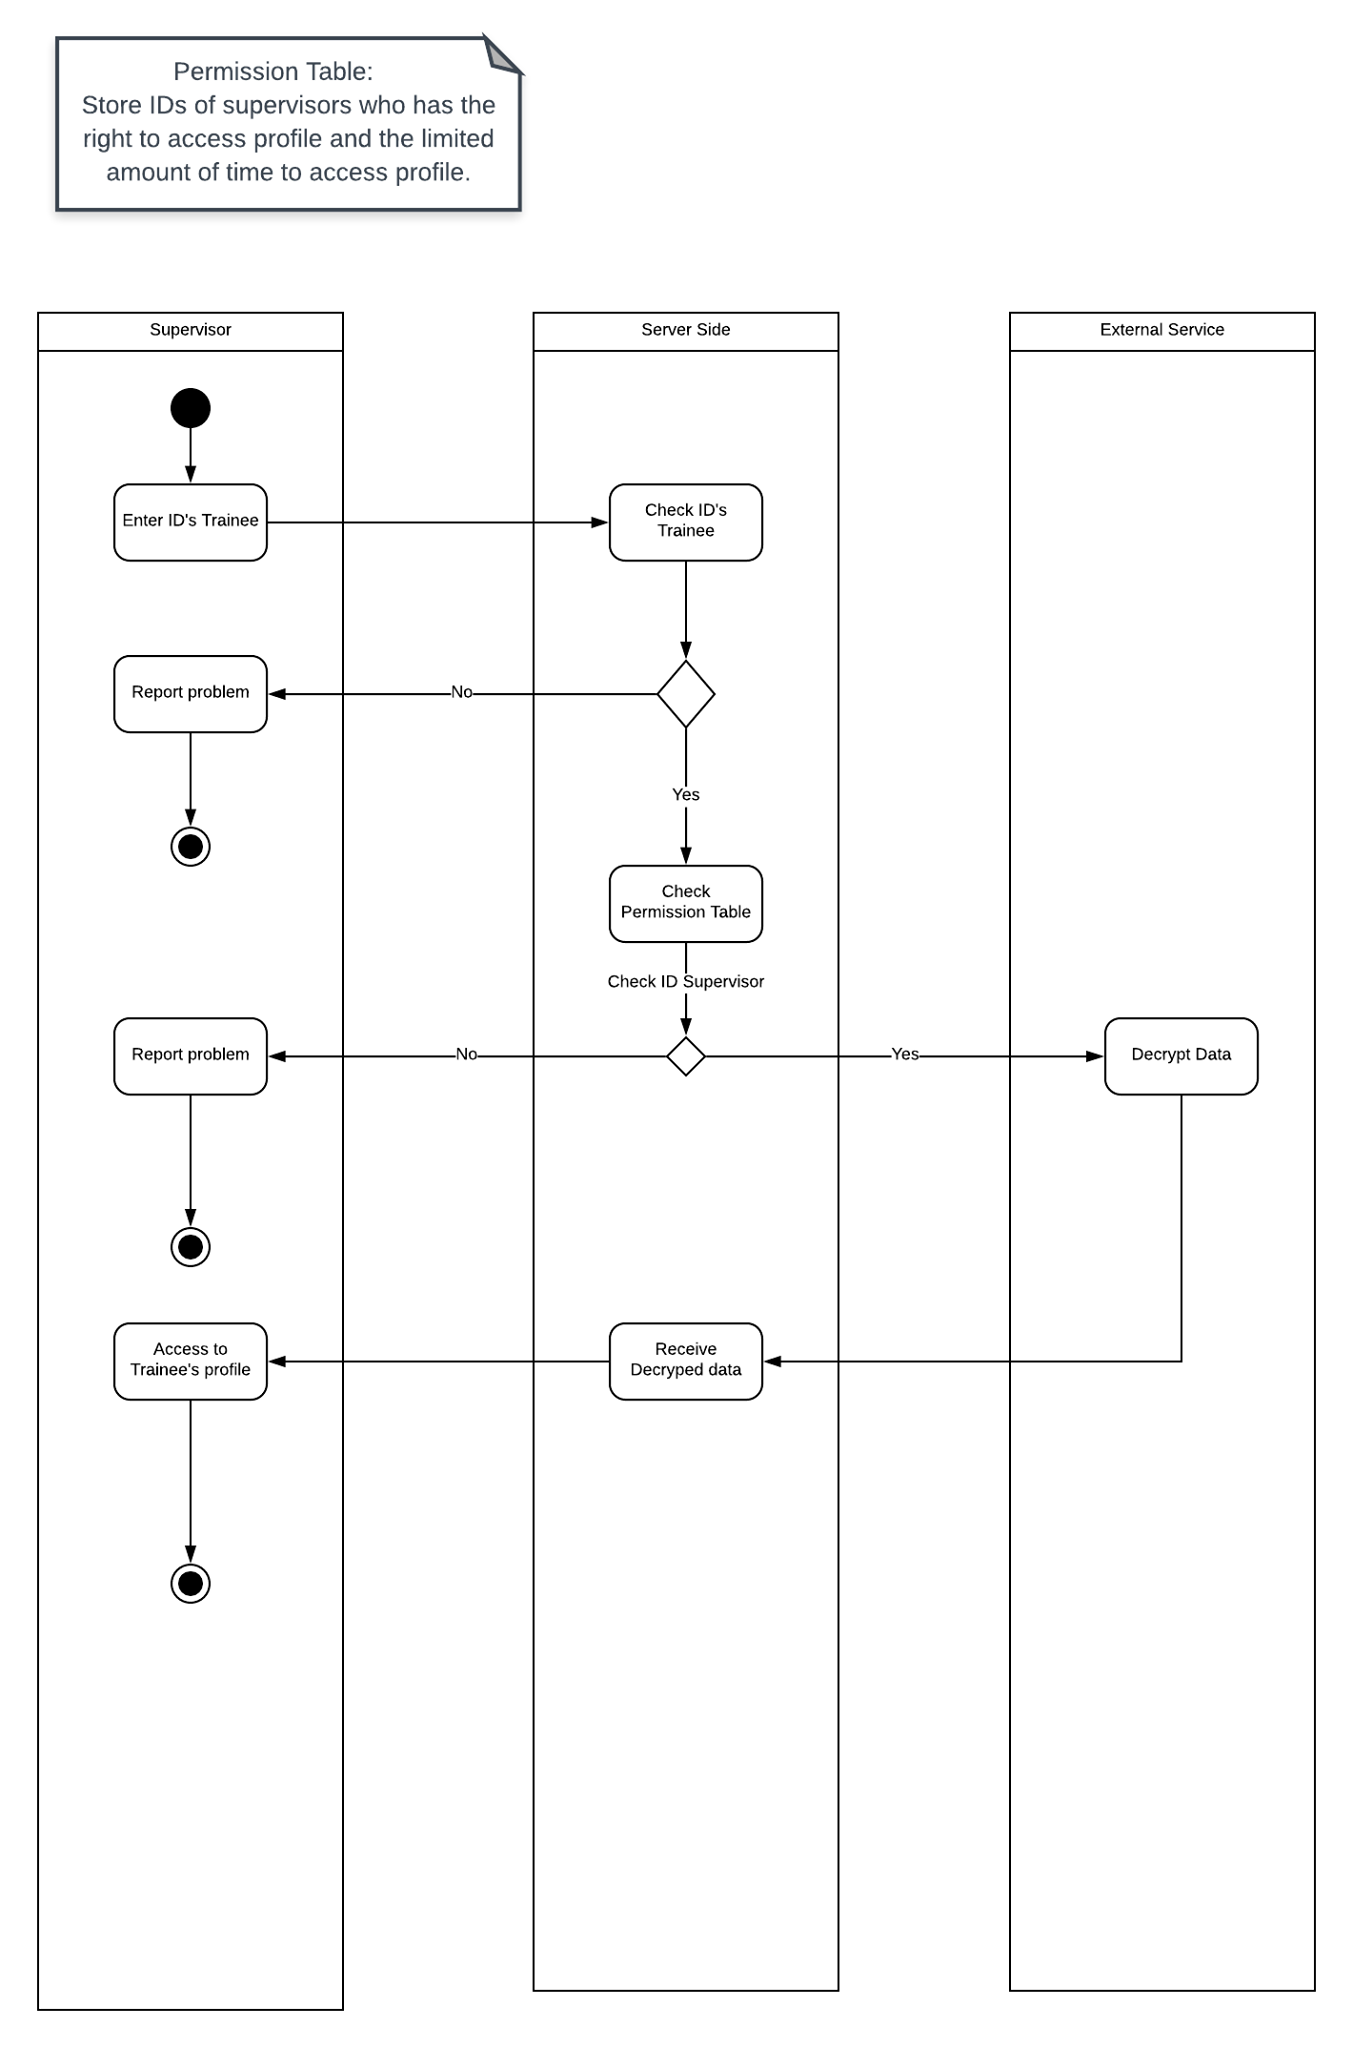 Permission Table:
Store IDs of supervisors who has the
right to access profile and the limited
amount of time to access profile.
Supervisor
Server Side
External Service
Enter ID's Trainee
Check ID's
Trainee
Report problem
No
Yes
Check
Permission Table
Check ID Supervisor
Report problem
No
Yes
Decrypt Data
Access to
Trainee's profile
Receive
Decryped data